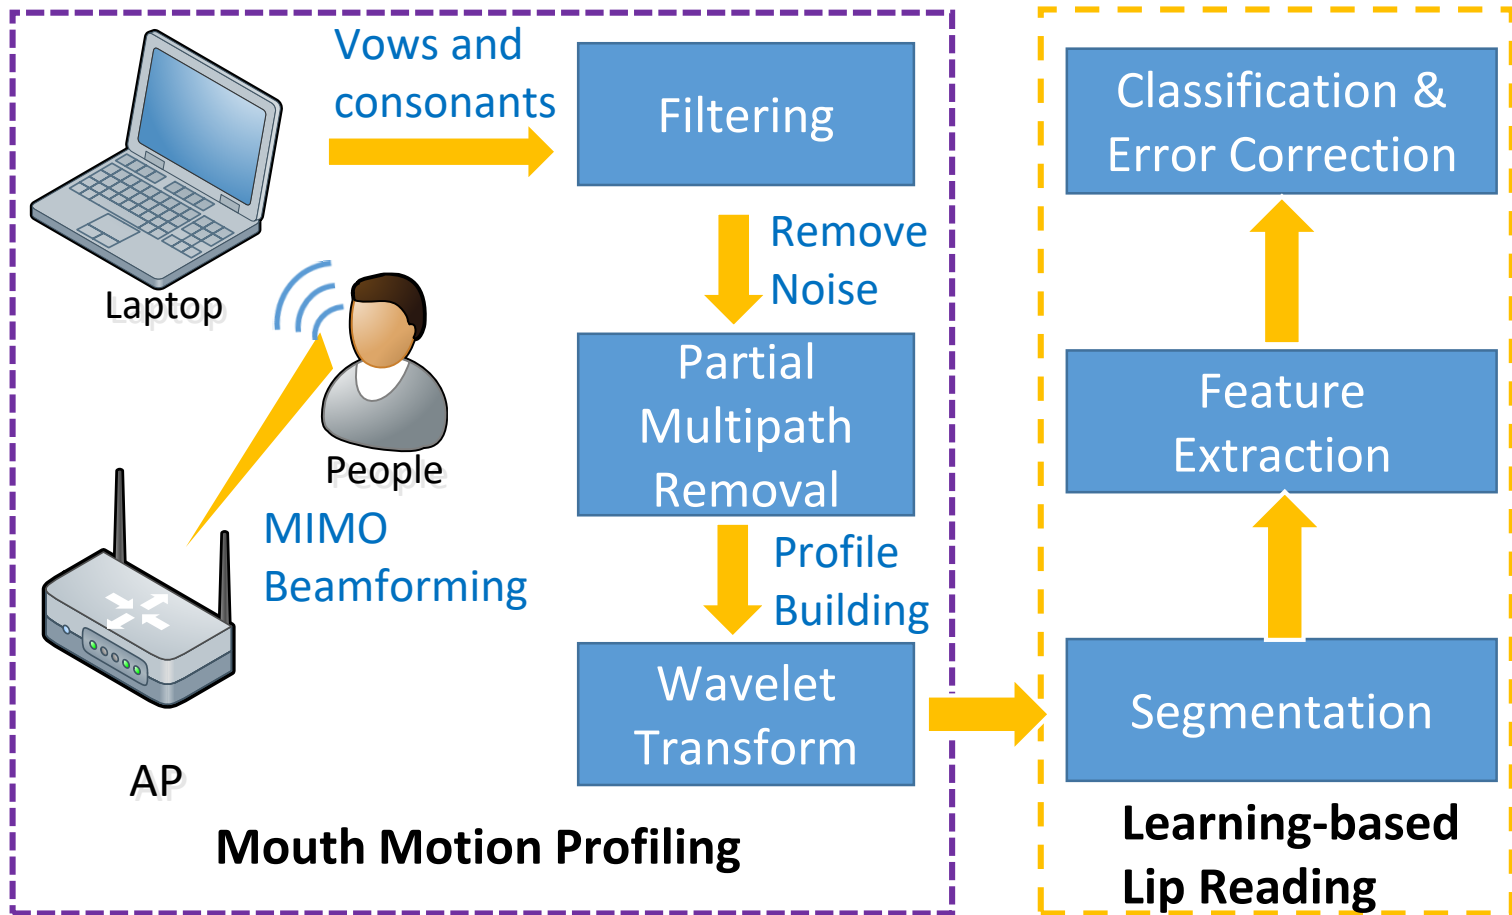 Vows and
consonants
Laptop
People
MIMO
Beamforming
AP
Filtering
Remove
Noise
Partial
Multipath
Removal
Profile
Building
Wavelet
Transform
Mouth Motion Profiling
Classification &
Error Correction
Feature
Extraction
Segmentation
Learning-based
Lip Reading